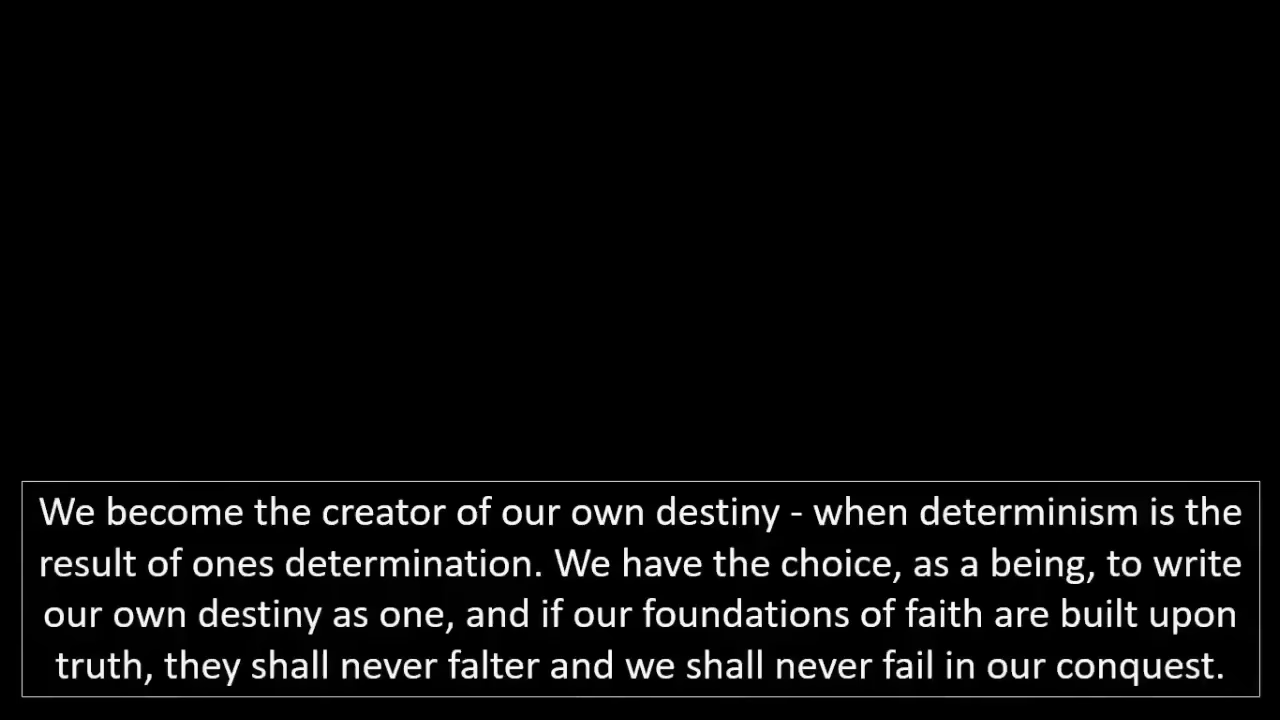 We become the creator of our own destiny - when determinism is the
result of ones determination. We have the choice, as a being, to write
our own destiny as one, and if our foundations of faith are built upon
truth, they shall never falter and we shall never fail in our conquest.